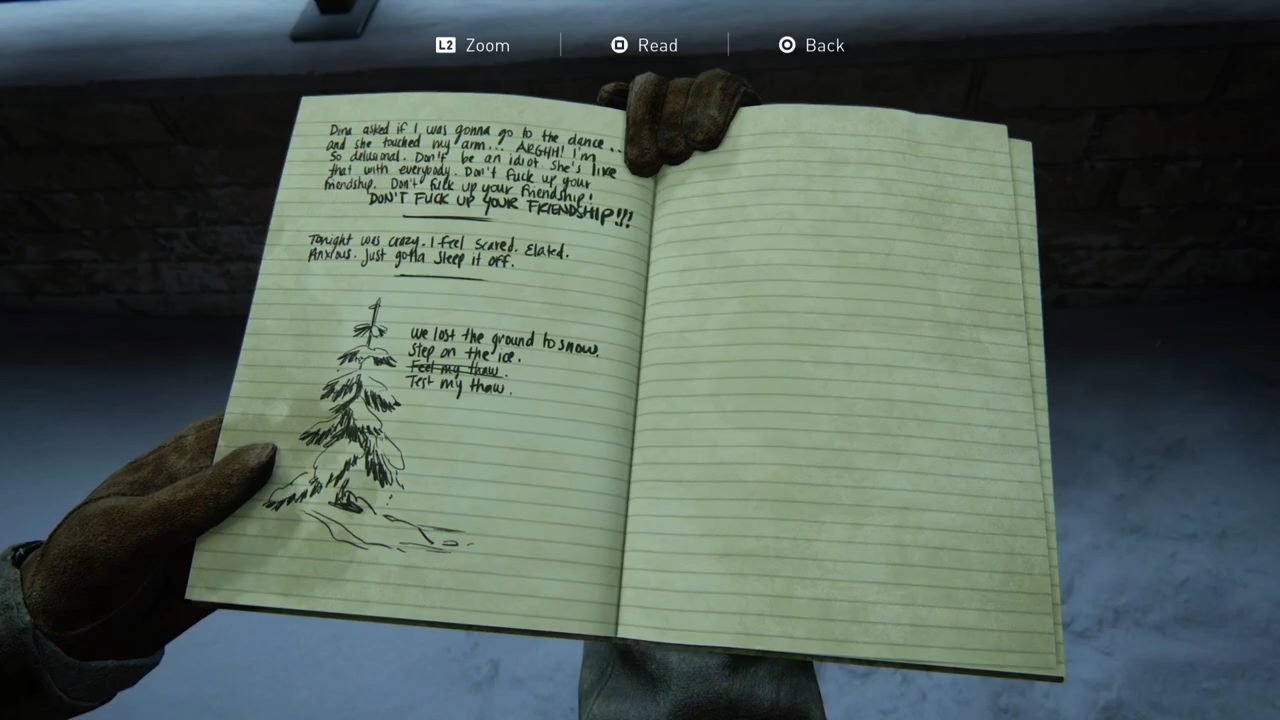 L2 Zoom
Read
Back
Dina asked if I was gonna go to the dance...
and she touched my arm... ARGHH! I'm
so delusional. Don't be an idiot. She's like
that with everybody. Don't fuck up your
friendship. Don't fuck up your friendship!
DON'T FUCK UP YOUR FRIENDSHIP!!!
Tonight was crazy. I feel scared. Elated.
Anxious. Just gotta sleep it off.
We lost the ground to snow.
Step on the ice.
Feel my thaw.
Test my thaw.